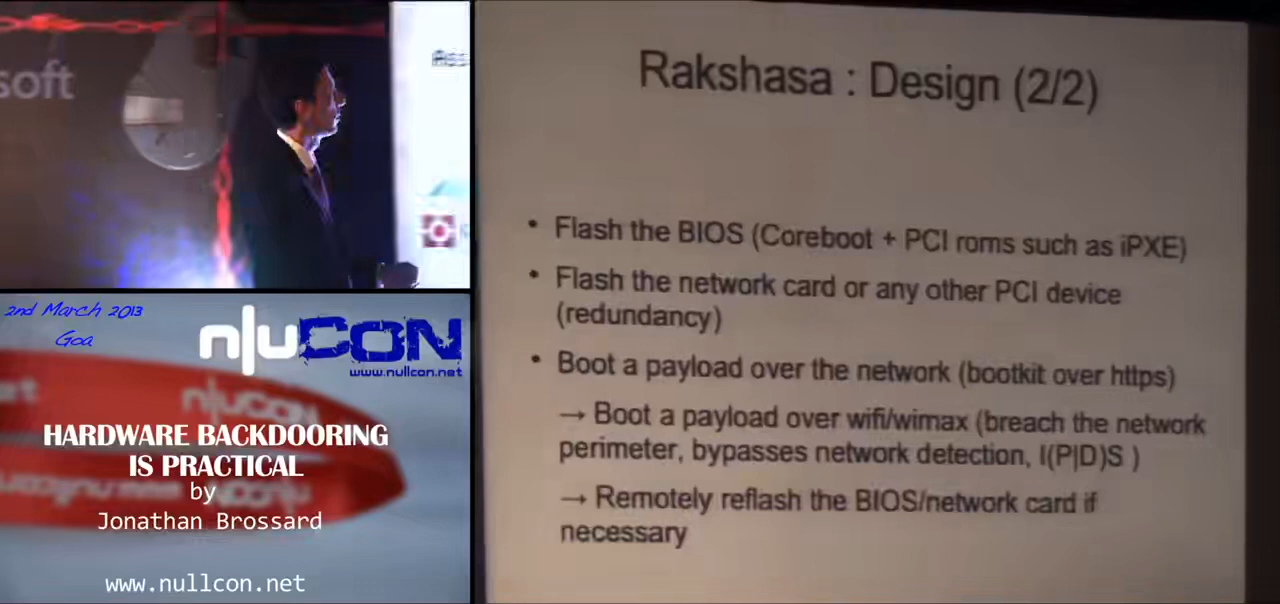 soft
2nd March 2013
Goa
n|uCON
www.nullcon.net
n|uCON
HARDWARE BACKDOORING
IS PRACTICAL
by
Jonathan Brossard
www.nullcon.net
Rakshasa : Design (2/2)
• Flash the BIOS (Coreboot + PCI roms such as iPXE)
• Flash the network card or any other PCI device
(redundancy)
• Boot a payload over the network (bootkit over https)
→ Boot a payload over wifi/wimax (breach the network
perimeter, bypasses network detection, I(P|D)S )
→ Remotely reflash the BIOS/network card if
necessary